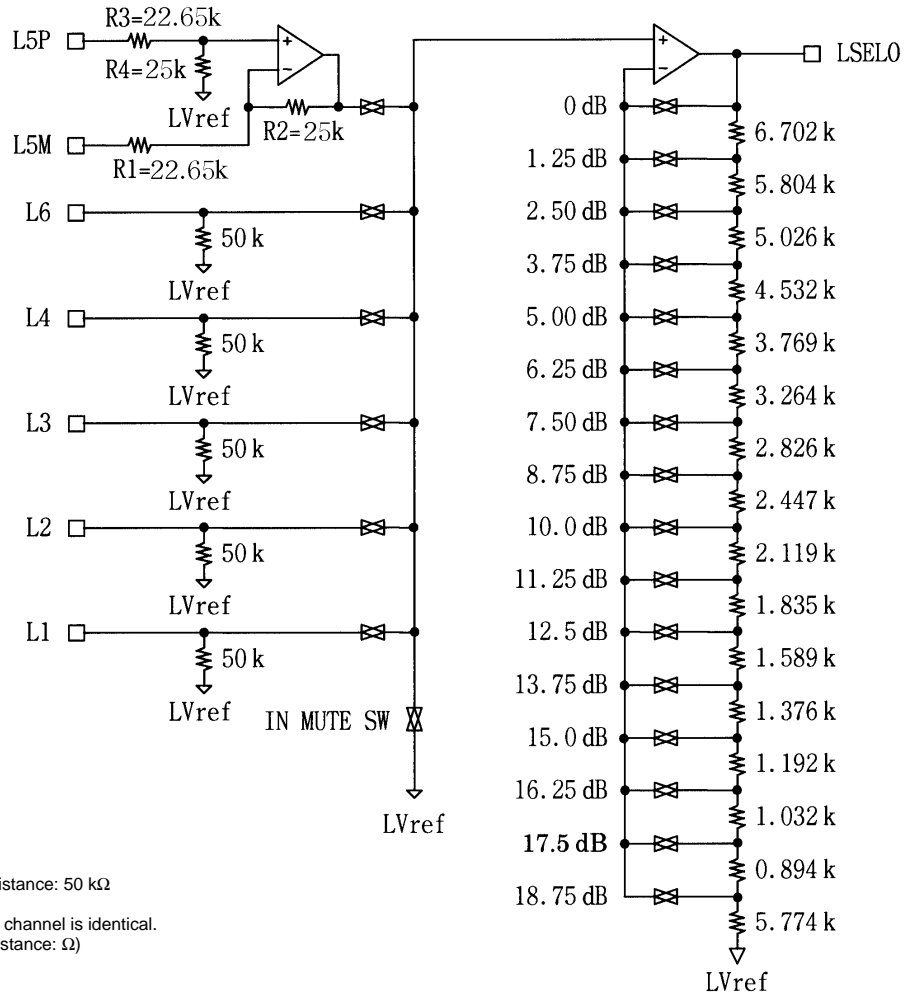 R3=22.65k
L5P
R4=25k
LVref
R2=25k
L5M
R1=22.65k
L6
50 k
LVref
L4
50 k
LVref
L3
50 k
LVref
L2
50 k
LVref
L1
50 k
LVref
IN MUTE SW
LVref
+
−
+
−
LSEL0
0 dB
6.702 k
1.25 dB
5.804 k
2.50 dB
5.026 k
3.75 dB
4.532 k
5.00 dB
3.769 k
6.25 dB
3.264 k
7.50 dB
2.826 k
8.75 dB
2.447 k
10.0 dB
2.119 k
11.25 dB
1.835 k
12.5 dB
1.589 k
13.75 dB
1.376 k
15.0 dB
1.192 k
16.25 dB
1.032 k
17.5 dB
0.894 k
18.75 dB
5.774 k
LVref
istance: 50 kΩ
channel is identical.
stance: Ω)